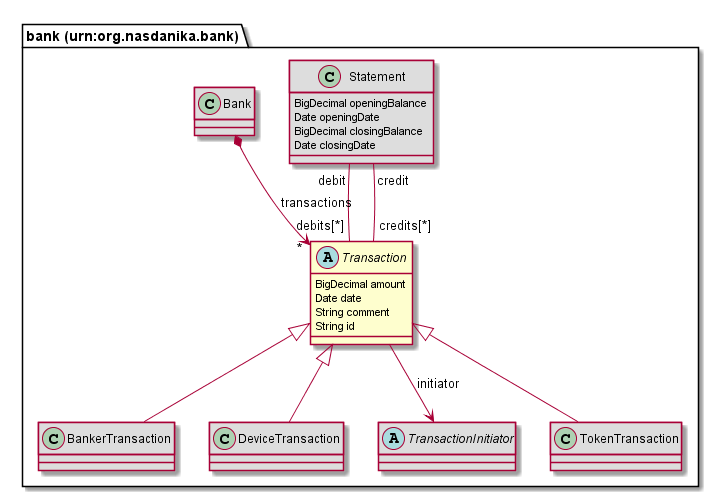 bank (urn:org.nasdanika.bank)
C Bank
C Statement
BigDecimal openingBalance
Date openingDate
BigDecimal closingBalance
Date closingDate
debit
credit
transactions
debits[*]
credits[*]
*
A Transaction
BigDecimal amount
Date date
String comment
String id
initiator
C BankerTransaction
C DeviceTransaction
A TransactionInitiator
C TokenTransaction